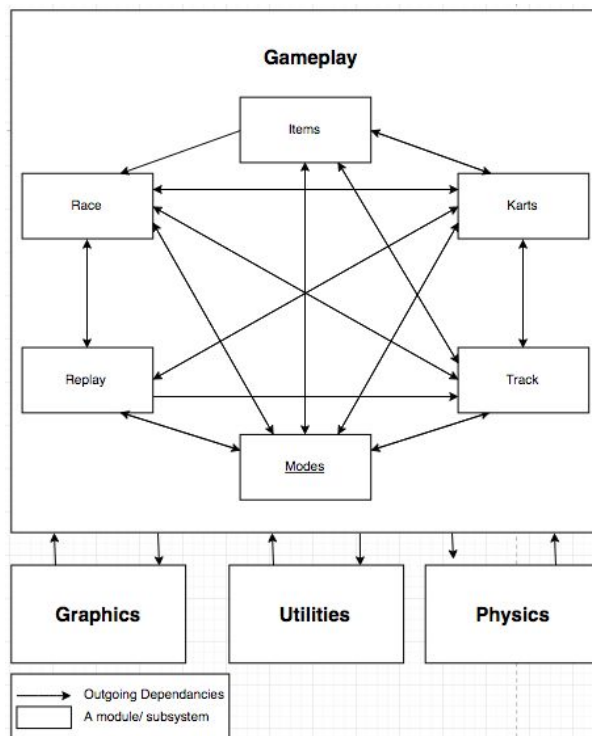 Gameplay
Items
Race
Karts
Replay
Track
Modes
Graphics
Utilities
Physics
Outgoing Dependancies
A module/ subsystem